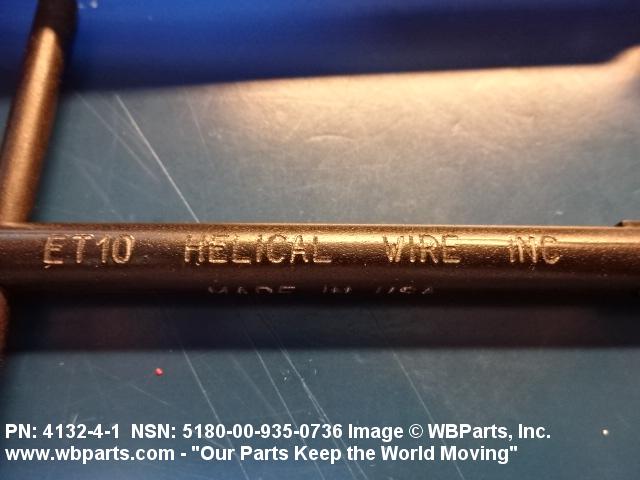 ET10 HELICAL WIRE INC
MADE IN USA
PN: 4132-4-1 NSN: 5180-00-935-0736 Image © WBParts, Inc.
www.wbparts.com - "Our Parts Keep the World Moving"